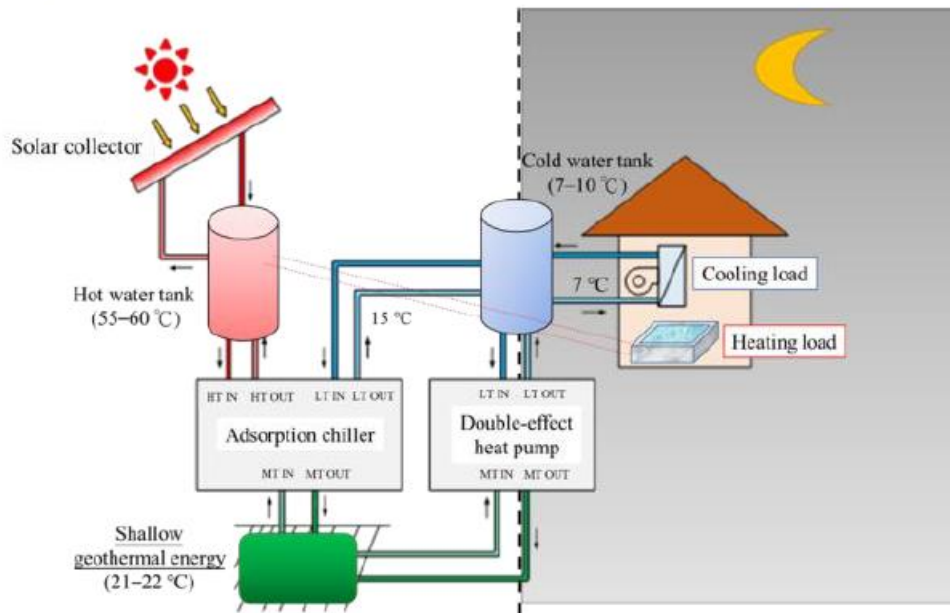 Solar collector
Cold water tank
(7–10 ℃)
Hot water tank
(55–60 ℃)
15 ℃
7 ℃
Cooling load
Heating load
HT IN HT OUT LT IN LT OUT
Adsorption chiller
MT IN MT OUT
LT IN LT OUT
Double-effect
heat pump
MT IN MT OUT
Shallow
geothermal energy
(21–22 ℃)